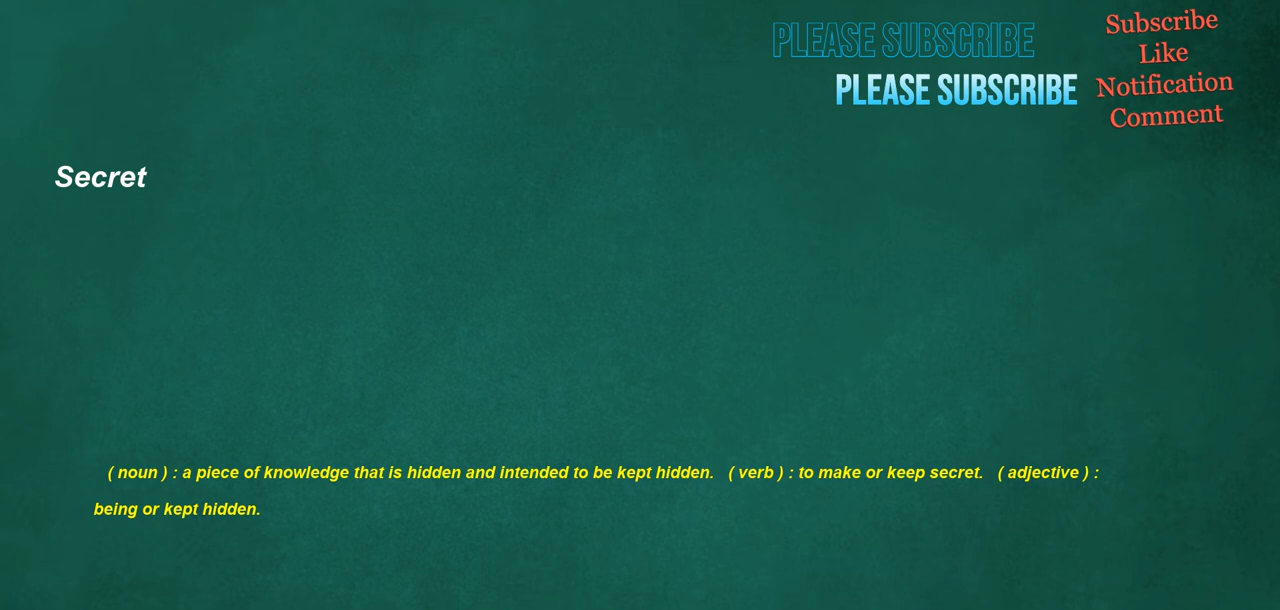 PLEASE SUBSCRIBE
PLEASE SUBSCRIBE
Subscribe
Like
Notification
Comment
Secret
( noun ) : a piece of knowledge that is hidden and intended to be kept hidden. ( verb ) : to make or keep secret. ( adjective ) :
being or kept hidden.